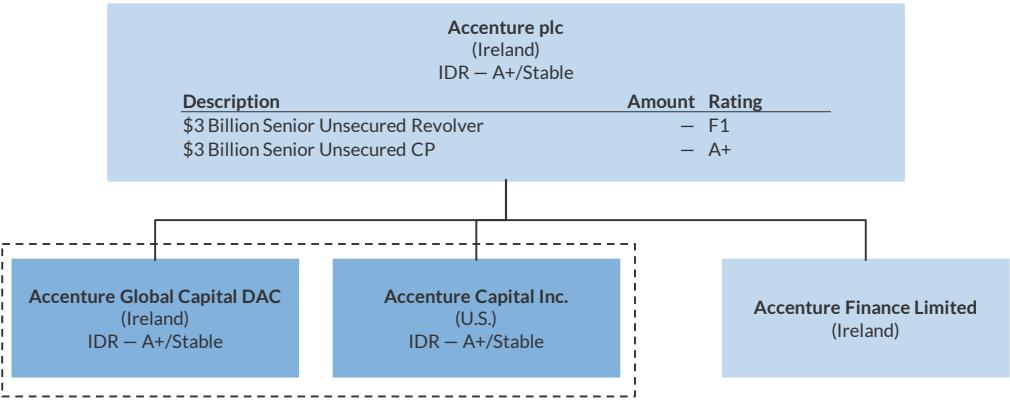 Accenture plc
(Ireland)
IDR — A+/Stable
Description Amount Rating
$3 Billion Senior Unsecured Revolver — F1
$3 Billion Senior Unsecured CP — A+
Accenture Global Capital DAC
(Ireland)
IDR — A+/Stable
Accenture Capital Inc.
(U.S.)
IDR — A+/Stable
Accenture Finance Limited
(Ireland)